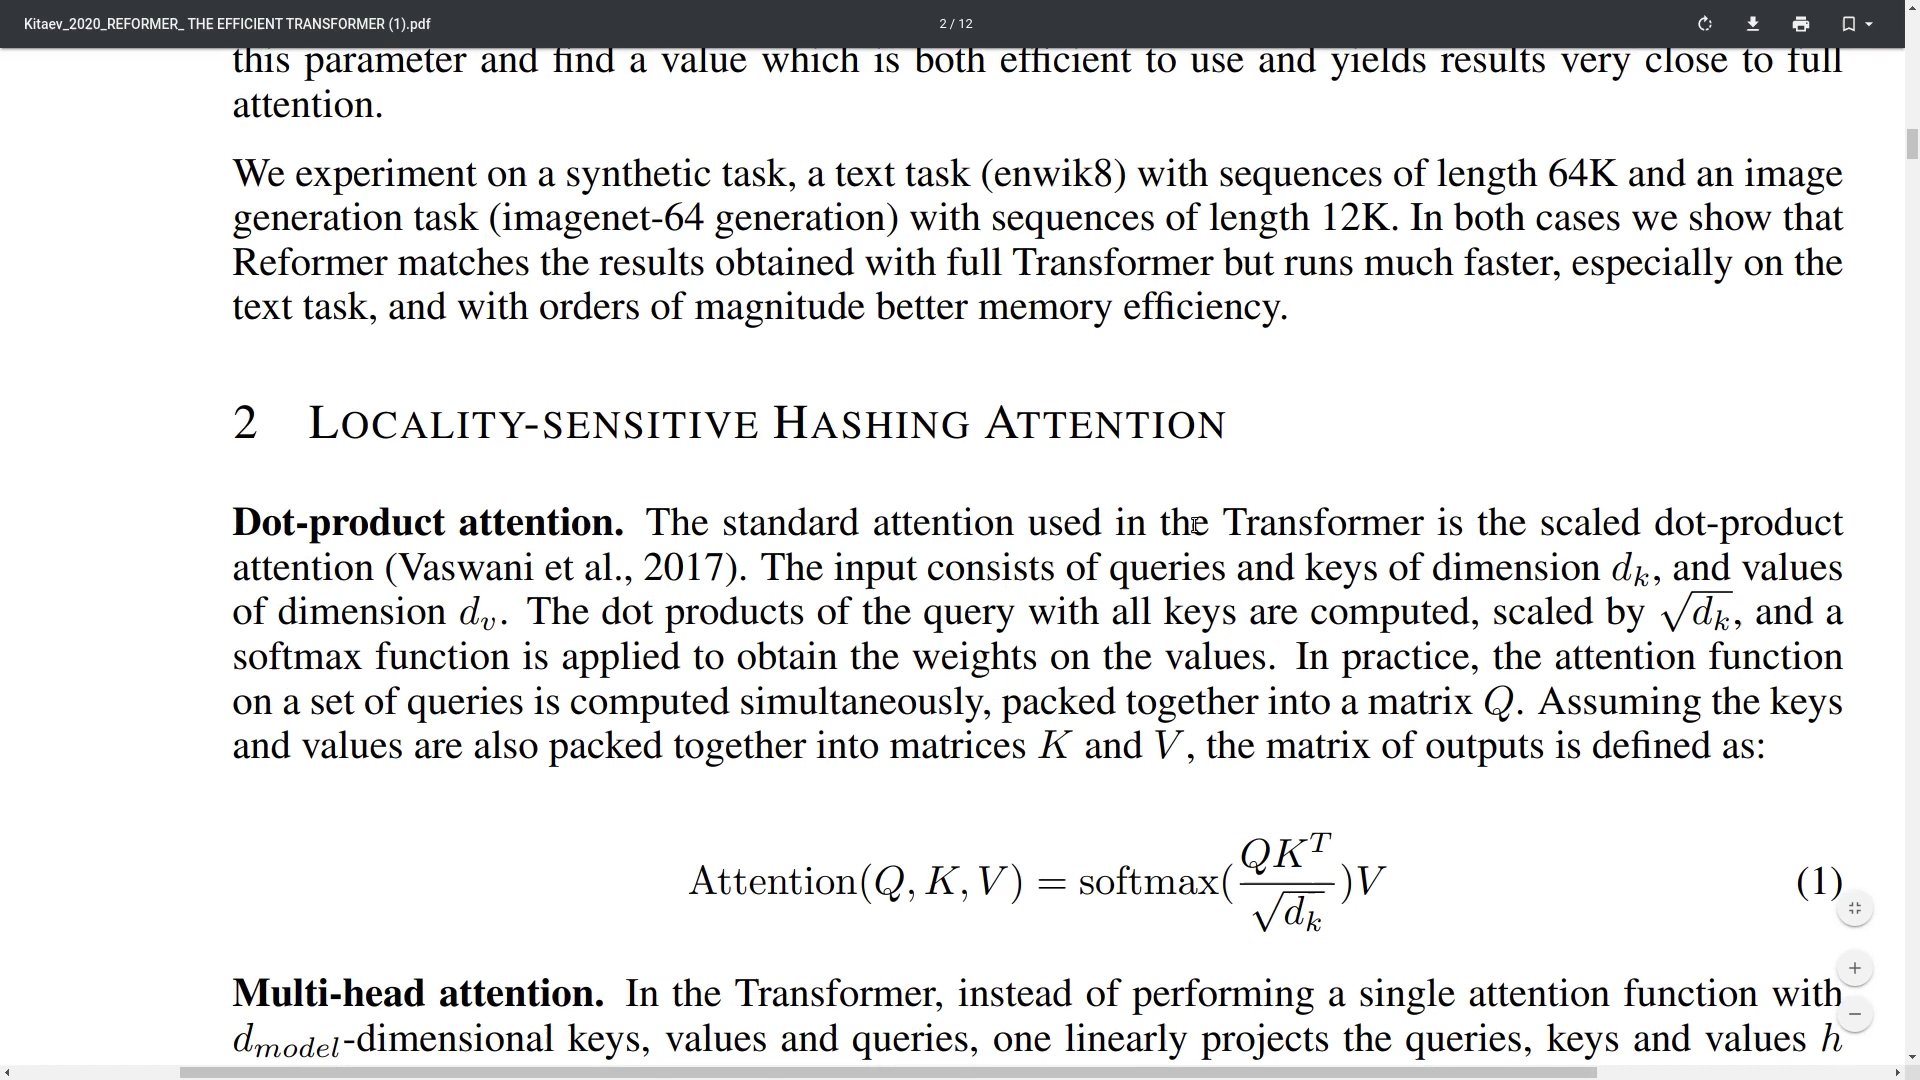 Kitaev_2020_REFORMER_ THE EFFICIENT TRANSFORMER (1).pdf
2 / 12
this parameter and find a value which is both efficient to use and yields results very close to full
attention.
We experiment on a synthetic task, a text task (enwik8) with sequences of length 64K and an image
generation task (imagenet-64 generation) with sequences of length 12K. In both cases we show that
Reformer matches the results obtained with full Transformer but runs much faster, especially on the
text task, and with orders of magnitude better memory efficiency.
2 LOCALITY-SENSITIVE HASHING ATTENTION
Dot-product attention. The standard attention used in the Transformer is the scaled dot-product
attention (Vaswani et al., 2017). The input consists of queries and keys of dimension d_k, and values
of dimension d_v. The dot products of the query with all keys are computed, scaled by √d_k, and a
softmax function is applied to obtain the weights on the values. In practice, the attention function
on a set of queries is computed simultaneously, packed together into a matrix Q. Assuming the keys
and values are also packed together into matrices K and V, the matrix of outputs is defined as:
Attention(Q, K, V) = softmax(QK^T/√d_k)V (1)
Multi-head attention. In the Transformer, instead of performing a single attention function with
d_model-dimensional keys, values and queries, one linearly projects the queries, keys and values h